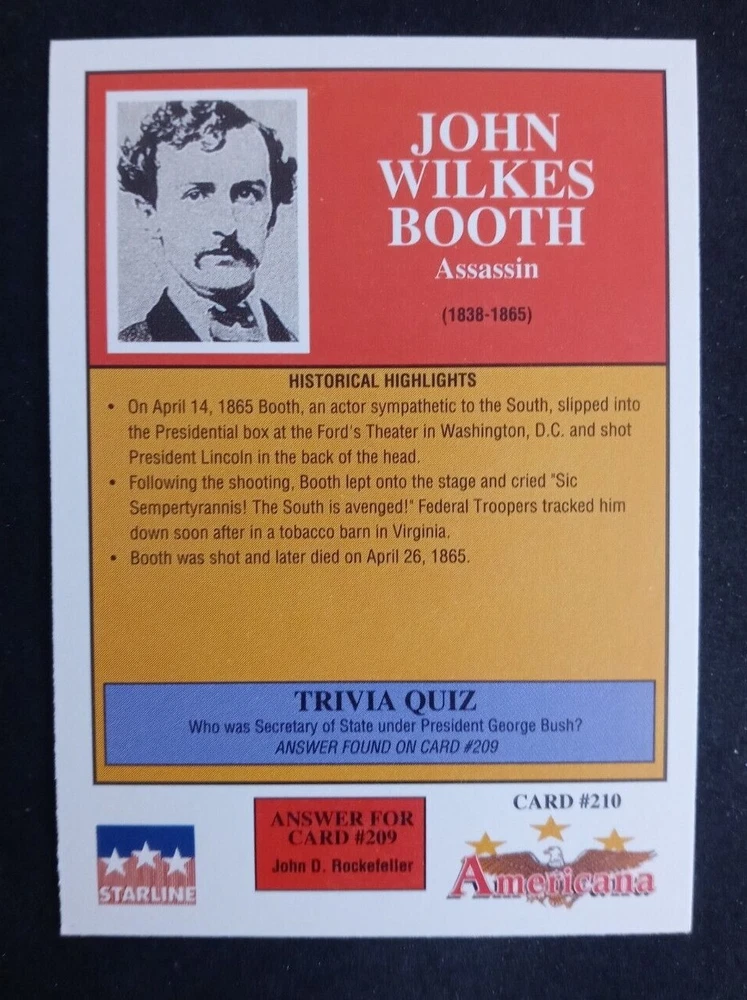 JOHN
WILKES
BOOTH
Assassin
(1838-1865)
HISTORICAL HIGHLIGHTS
• On April 14, 1865 Booth, an actor sympathetic to the South, slipped into
the Presidential box at the Ford's Theater in Washington, D.C. and shot
President Lincoln in the back of the head.
• Following the shooting, Booth lept onto the stage and cried "Sic
Sempertyrannis! The South is avenged!" Federal Troopers tracked him
down soon after in a tobacco barn in Virginia.
• Booth was shot and later died on April 26, 1865.
TRIVIA QUIZ
Who was Secretary of State under President George Bush?
ANSWER FOUND ON CARD #209
ANSWER FOR
CARD #209
John D. Rockefeller
CARD #210
STARLINE
Americana